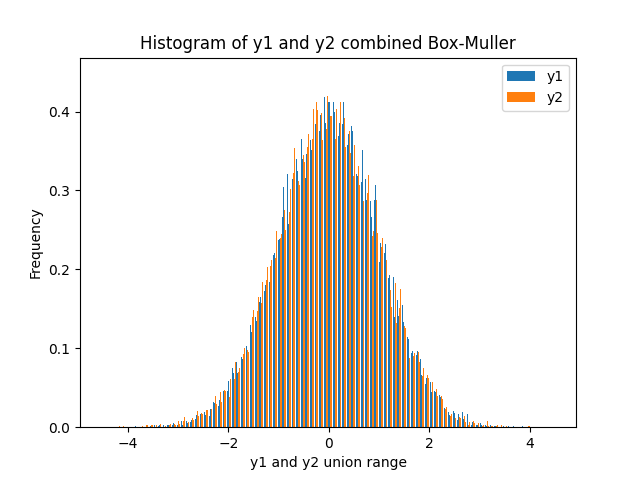 Histogram of y1 and y2 combined Box-Muller
y1
y2
0.4
0.3
0.2
0.1
0.0
Frequency
−4
−2
0
2
4
y1 and y2 union range